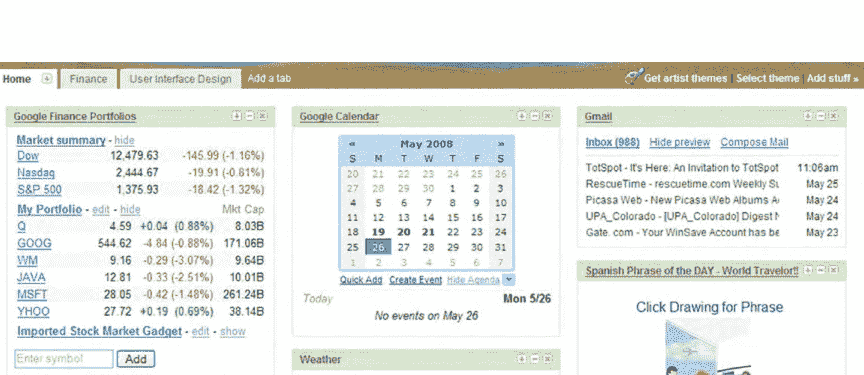 Home Finance User Interface Design Add a tab Get artist themes | Select theme | Add stuff »
Google Finance Portfolios
Market summary - hide
Dow 12,479.63 -145.99 (-1.16%)
Nasdaq 2,444.67 -19.91 (-0.81%)
S&P 500 1,375.93 -18.42 (-1.32%)
My Portfolio - edit - hide Mkt Cap
Q 4.59 +0.04 (0.88%) 8.03B
GOOG 544.62 -4.84 (-0.88%) 171.06B
WM 9.16 -0.29 (-3.07%) 9.64B
JAVA 12.81 -0.33 (-2.51%) 10.01B
MSFT 28.05 -0.42 (-1.48%) 261.24B
YHOO 27.72 +0.19 (0.69%) 38.14B
Imported Stock Market Gadget - edit - show
Enter symbol Add
Google Calendar
« May 2008 »
S M T W T F S
20 21 22 23 24 25 26
27 28 29 30 1 2 3
4 5 6 7 8 9 10
11 12 13 14 15 16 17
18 19 20 21 22 23 24
25 26 27 28 29 30 31
1 2 3 4 5 6 7
Quick Add Create Event Hide Agenda
Today Mon 5/26
No events on May 26
Weather
Gmail
Inbox (988) Hide preview Compose Mail
TotSpot - It's Here: An Invitation to TotSpot 11:06am
RescueTime - rescuetime.com Weekly Su May 25
Picasa Web - New Picasa Web Albums A May 24
UPA_Colorado - [UPA_Colorado] Digest N May 24
Gate. com - Your WinSave Account has be May 23
Spanish Phrase of the DAY - World Travelor!!
Click Drawing for Phrase